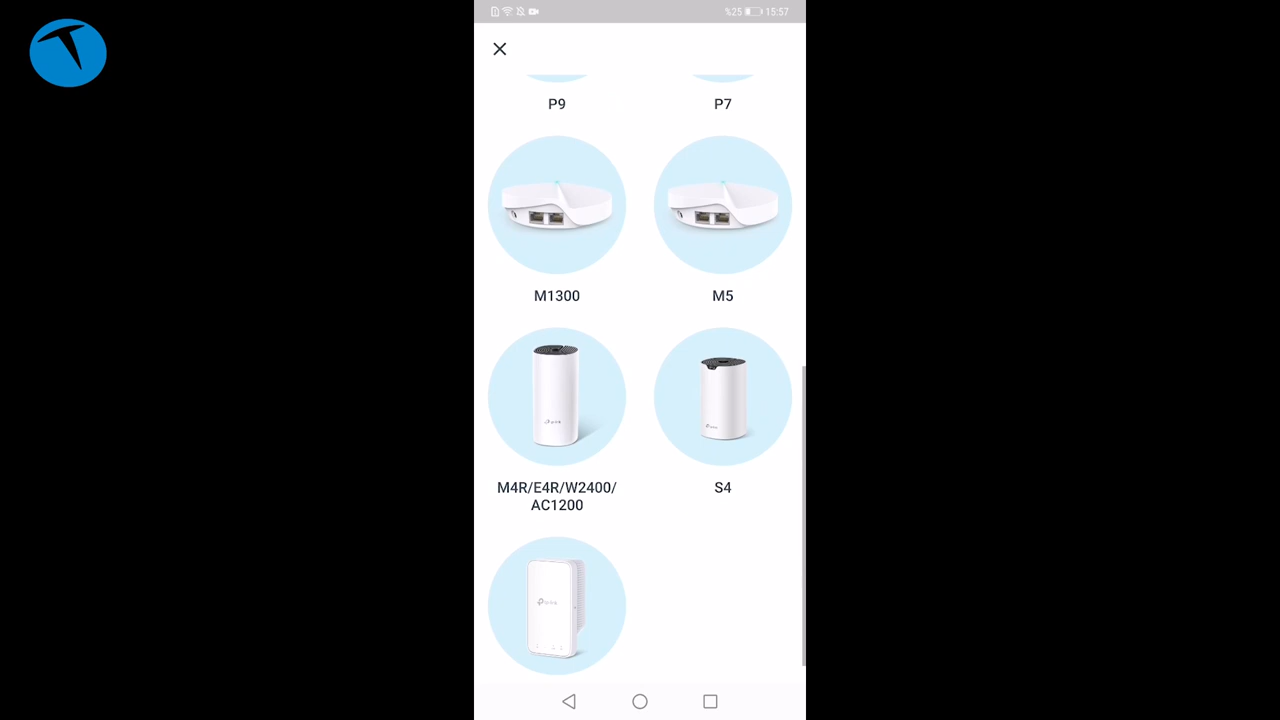 %25 15:57
P9 P7
M1300 M5
M4R/E4R/W2400/
AC1200
S4